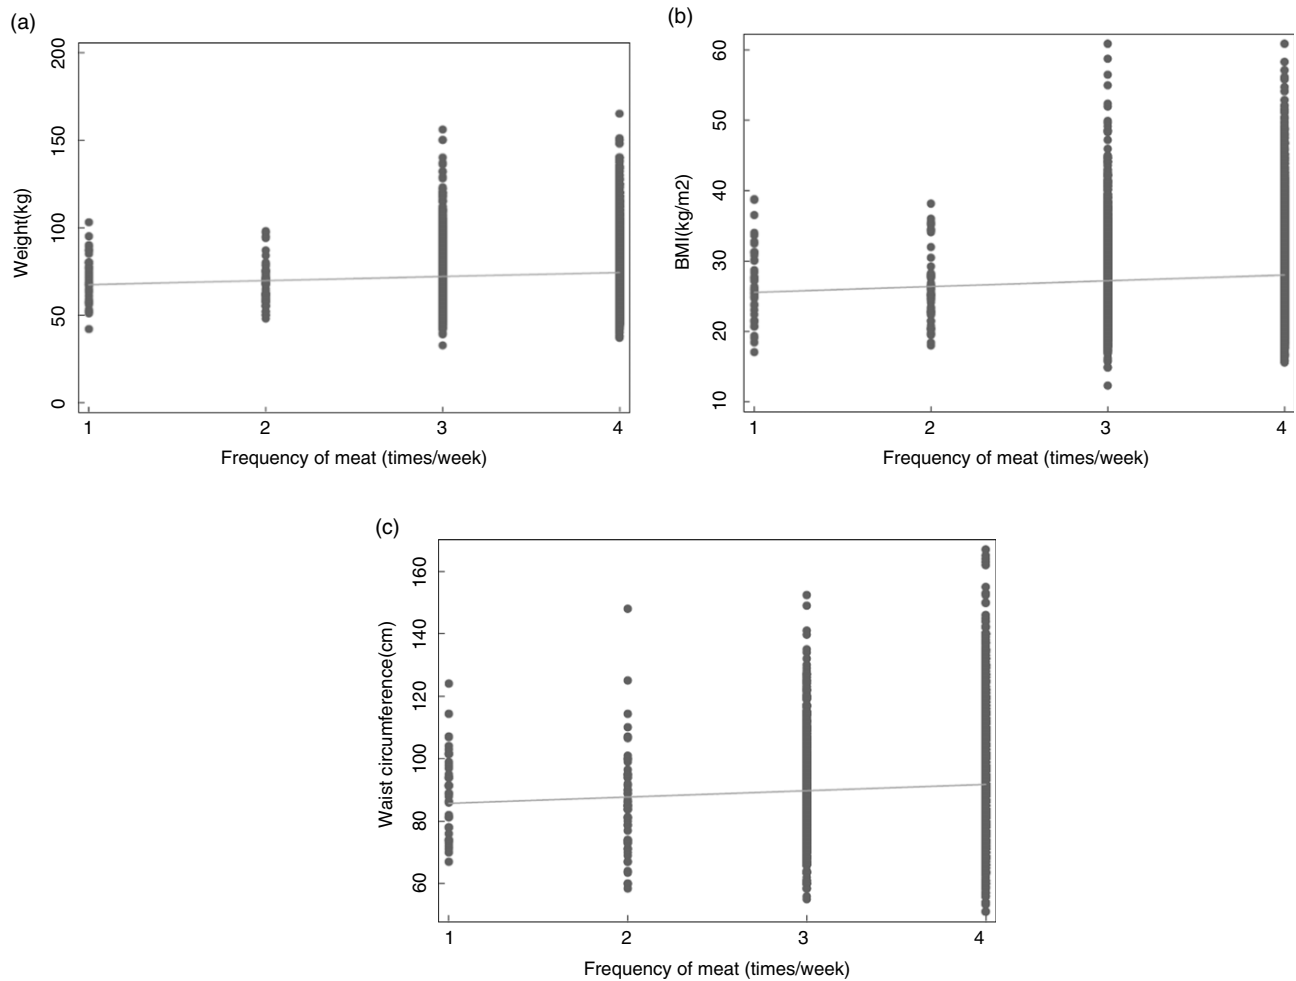 (a)
200
150
100
50
0
Weight(kg)
1 2 3 4
Frequency of meat (times/week)
(b)
60
50
40
30
20
10
BMI(kg/m2)
1 2 3 4
Frequency of meat (times/week)
(c)
160
140
120
100
80
60
Waist circumference(cm)
1 2 3 4
Frequency of meat (times/week)